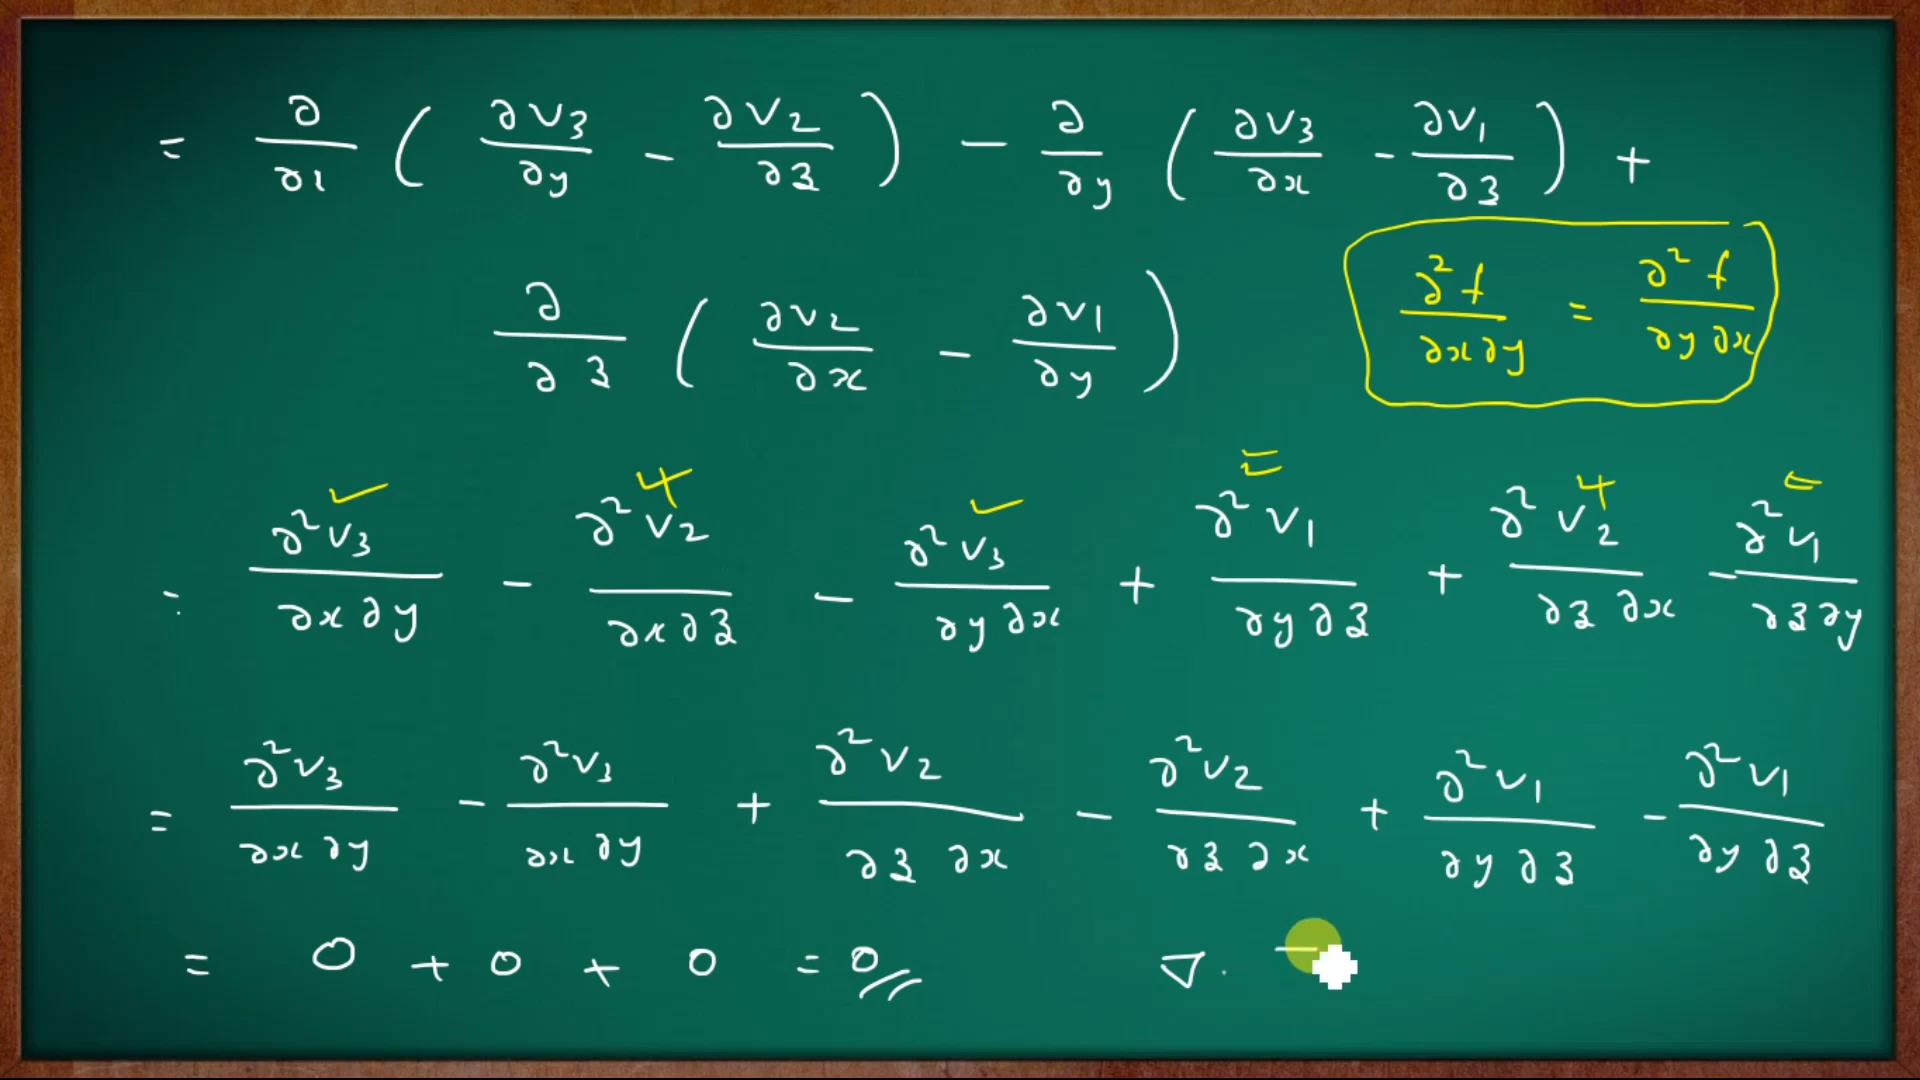 = ∂/∂x ( ∂v₃/∂y - ∂v₂/∂z ) - ∂/∂y ( ∂v₃/∂x - ∂v₁/∂z ) +
∂/∂z ( ∂v₂/∂x - ∂v₁/∂y )
∂²f/∂x∂y = ∂²f/∂y∂x
= ∂²v₃/∂x∂y - ∂²v₂/∂x∂z - ∂²v₃/∂y∂x + ∂²v₁/∂y∂z + ∂²v₂/∂z∂x - ∂²v₁/∂z∂y
= ∂²v₃/∂x∂y - ∂²v₃/∂x∂y + ∂²v₂/∂z∂x - ∂²v₂/∂z∂x + ∂²v₁/∂y∂z - ∂²v₁/∂y∂z
= 0 + 0 + 0 = 0 ∇.